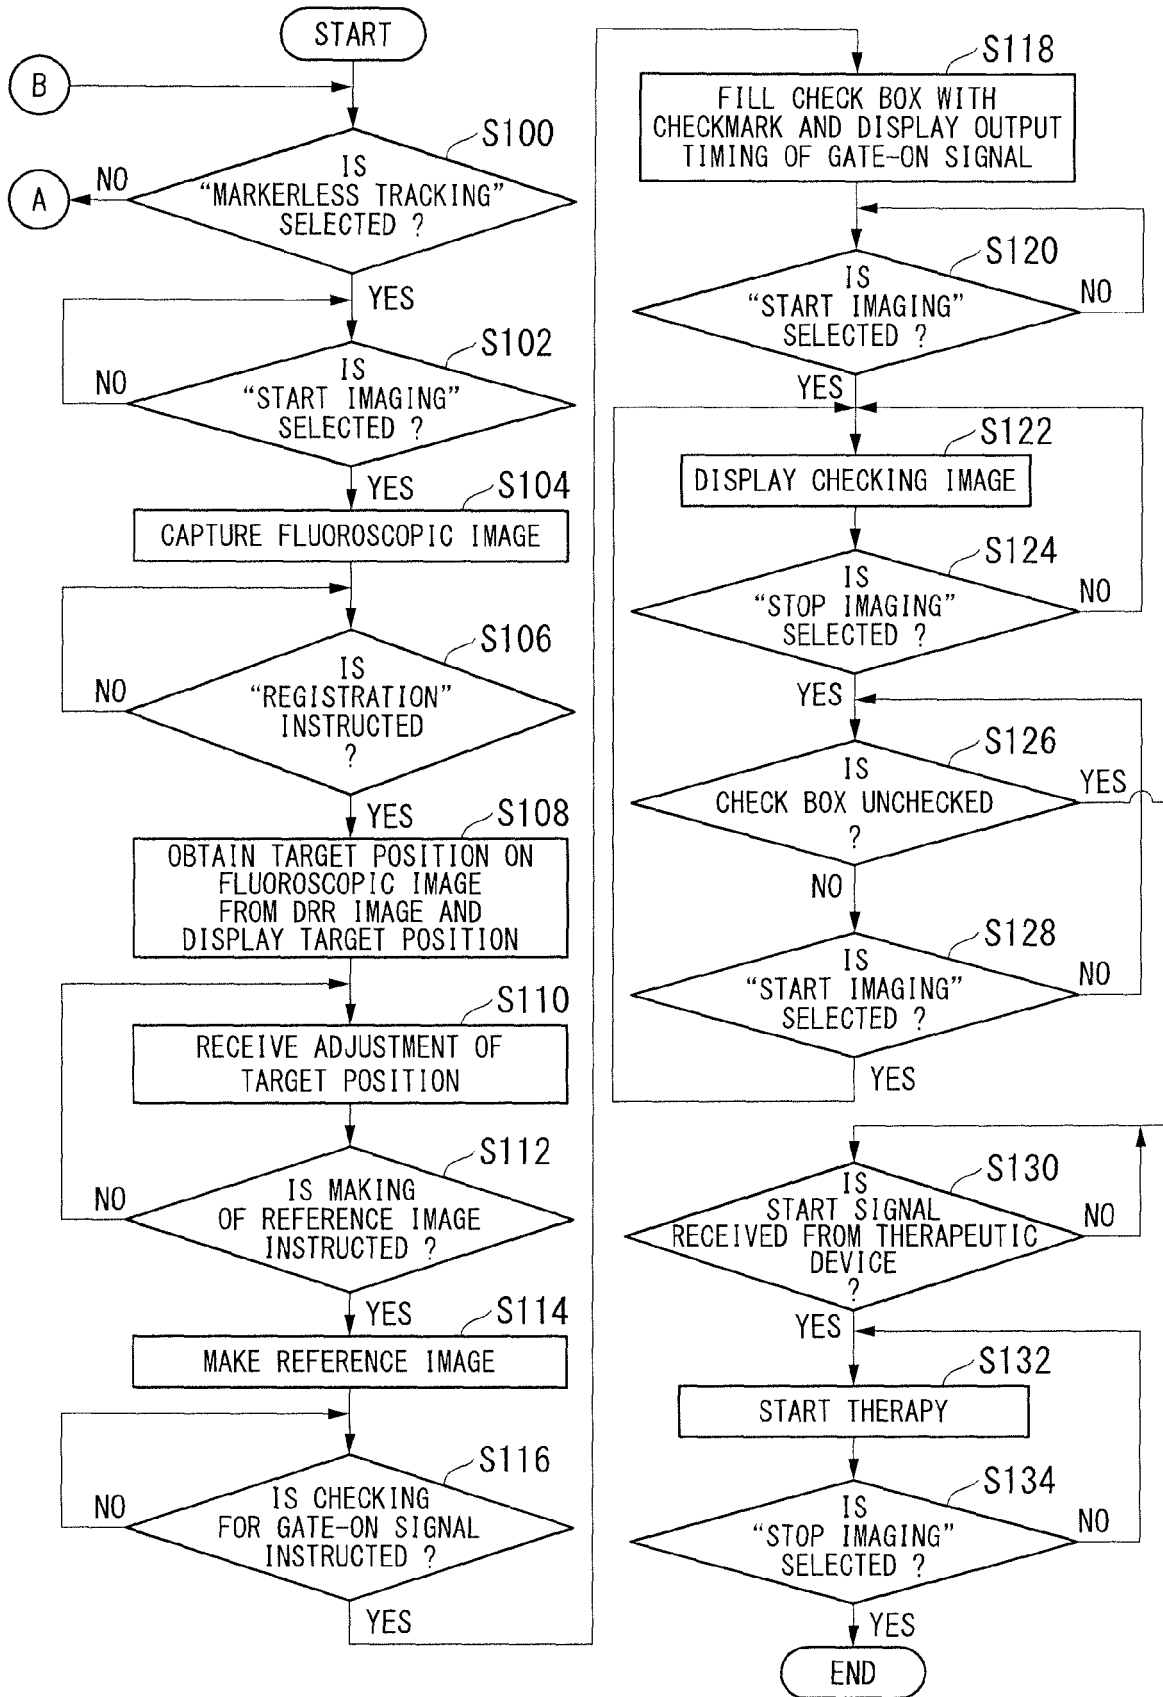 START
B
S100
IS
“MARKERLESS TRACKING”
SELECTED ?
NO
A
YES
S102
IS
“START IMAGING”
SELECTED ?
NO
YES
S104
CAPTURE FLUOROSCOPIC IMAGE
S106
IS
“REGISTRATION”
INSTRUCTED
?
NO
YES
S108
OBTAIN TARGET POSITION ON
FLUOROSCOPIC IMAGE
FROM DRR IMAGE AND
DISPLAY TARGET POSITION
S110
RECEIVE ADJUSTMENT OF
TARGET POSITION
S112
IS MAKING
OF REFERENCE IMAGE
INSTRUCTED ?
NO
YES
S114
MAKE REFERENCE IMAGE
S116
IS CHECKING
FOR GATE-ON SIGNAL
INSTRUCTED ?
NO
YES
S118
FILL CHECK BOX WITH
CHECKMARK AND DISPLAY OUTPUT
TIMING OF GATE-ON SIGNAL
S120
IS
“START IMAGING”
SELECTED ?
NO
YES
S122
DISPLAY CHECKING IMAGE
S124
IS
“STOP IMAGING”
SELECTED ?
NO
YES
S126
IS
CHECK BOX UNCHECKED
?
YES
NO
S128
IS
“START IMAGING”
SELECTED ?
NO
YES
S130
IS
START SIGNAL
RECEIVED FROM THERAPEUTIC
DEVICE
?
NO
YES
S132
START THERAPY
S134
IS
“STOP IMAGING”
SELECTED ?
NO
YES
END